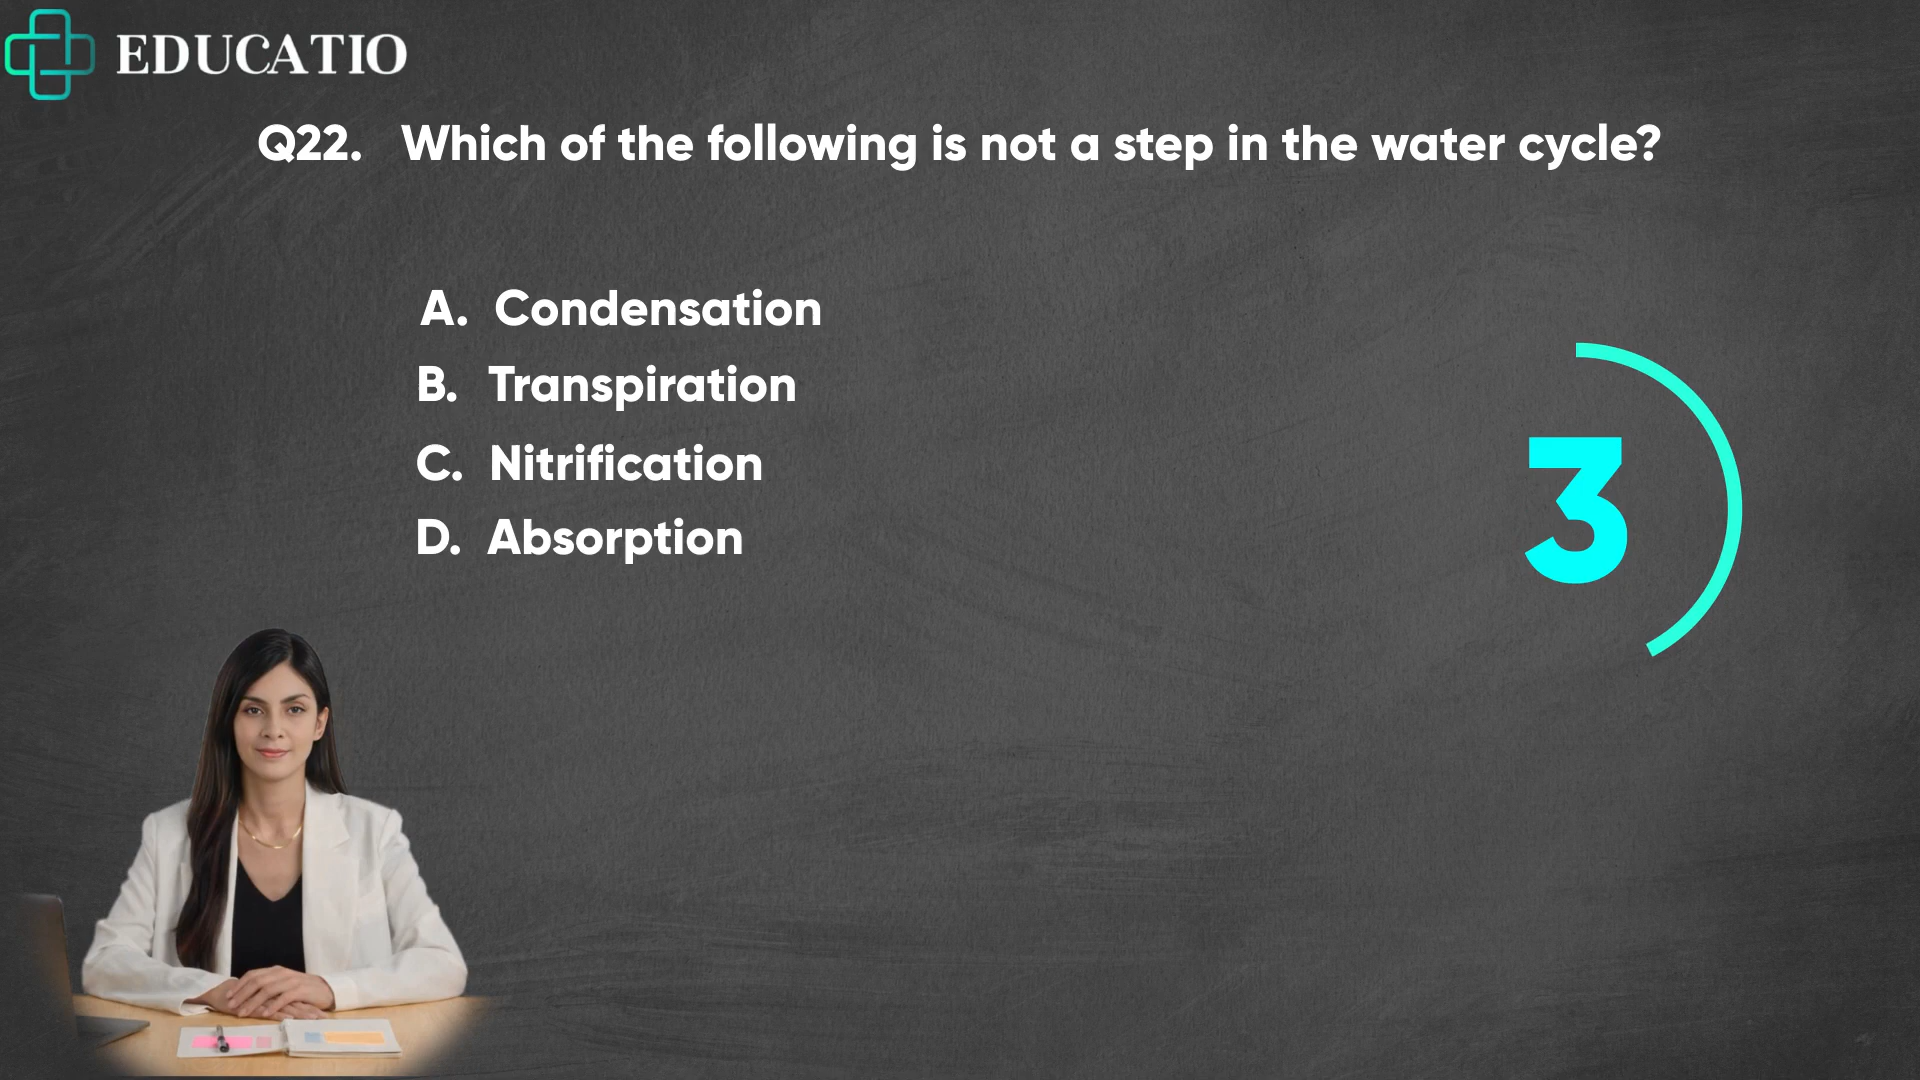 EDUCATIO
Q22. Which of the following is not a step in the water cycle?
A. Condensation
B. Transpiration
C. Nitrification
D. Absorption
3